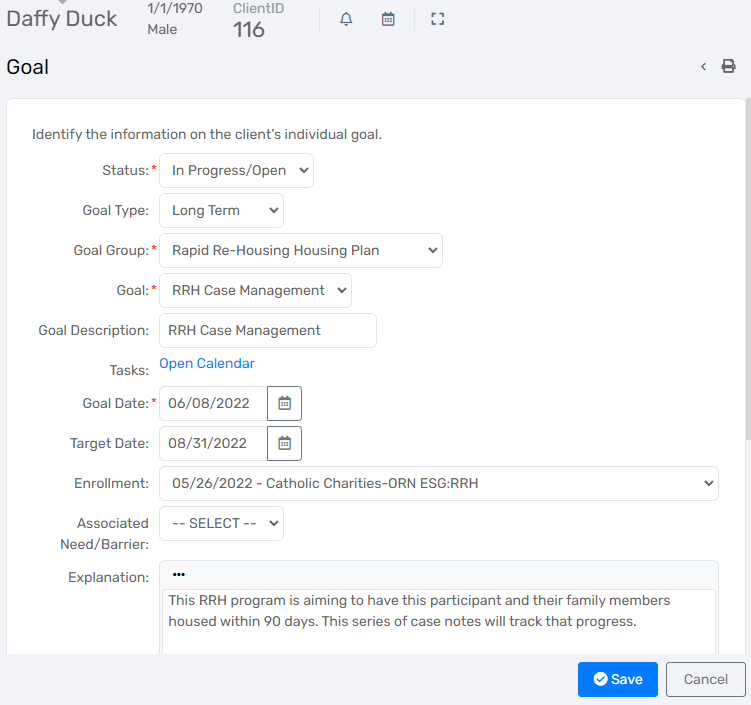 Daffy Duck
1/1/1970
Male
ClientID
116
Goal
Identify the information on the client's individual goal.
Status:* In Progress/Open
Goal Type: Long Term
Goal Group:* Rapid Re-Housing Housing Plan
Goal:* RRH Case Management
Goal Description: RRH Case Management
Tasks: Open Calendar
Goal Date:* 06/08/2022
Target Date: 08/31/2022
Enrollment: 05/26/2022 - Catholic Charities-ORN ESG:RRH
Associated
Need/Barrier: -- SELECT --
Explanation: •••
This RRH program is aiming to have this participant and their family members
housed within 90 days. This series of case notes will track that progress.
Save Cancel